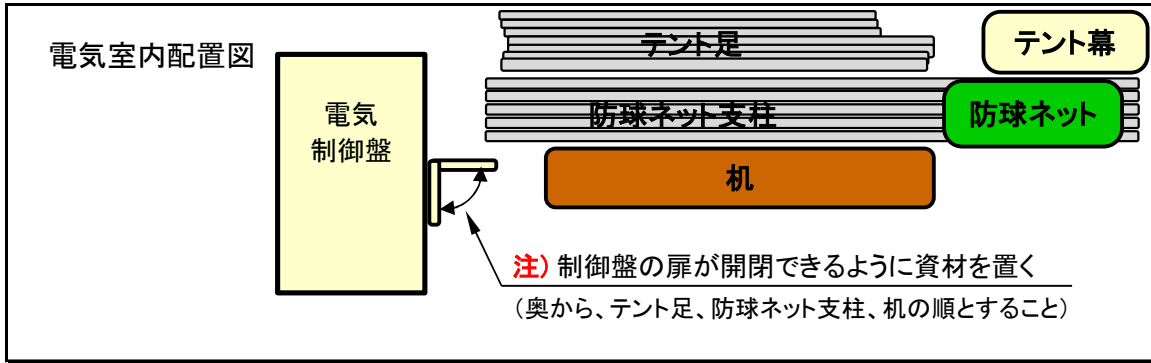 電気室内配置図
テント足
テント幕
防球ネット支柱
防球ネット
電気
制御盤
机
注）制御盤の扉が開閉できるように資材を置く
（奥から、テント足、防球ネット支柱、机の順とすること）